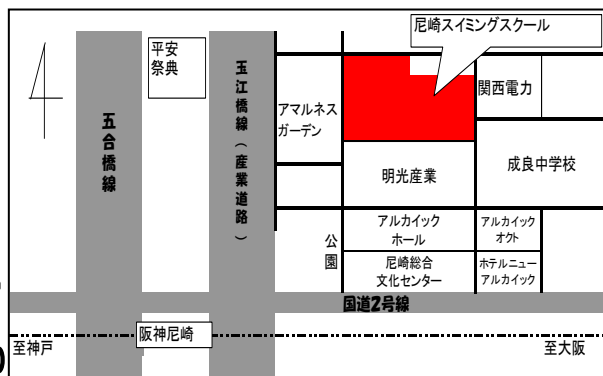 尼崎スイミングスクール
平安
祭典
玉江橋線（産業道路）
五合橋線
アマルネス
ガーデン
関西電力
明光産業
成良中学校
公園
アルカイック
ホール
アルカイック
オクト
尼崎総合
文化センター
ホテルニュー
アルカイック
国道2号線
阪神尼崎
至神戸
至大阪